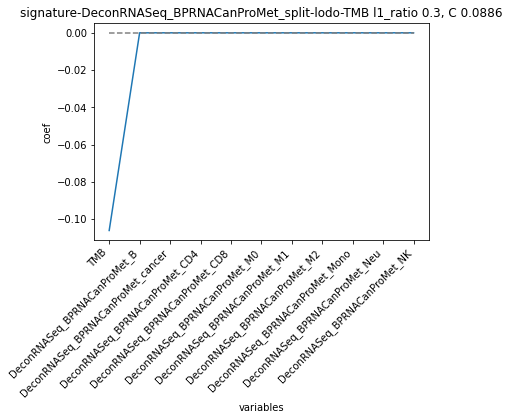 signature-DeconRNASeq_BPRNACanProMet_split-lodo-TMB l1_ratio 0.3, C 0.0886
0.00
−0.02
−0.04
−0.06
−0.08
−0.10
coef
TMB
DeconRNASeq_BPRNACanProMet_B
DeconRNASeq_BPRNACanProMet_cancer
DeconRNASeq_BPRNACanProMet_CD4
DeconRNASeq_BPRNACanProMet_CD8
DeconRNASeq_BPRNACanProMet_M0
DeconRNASeq_BPRNACanProMet_M1
DeconRNASeq_BPRNACanProMet_M2
DeconRNASeq_BPRNACanProMet_Mono
DeconRNASeq_BPRNACanProMet_Neu
DeconRNASeq_BPRNACanProMet_NK
variables